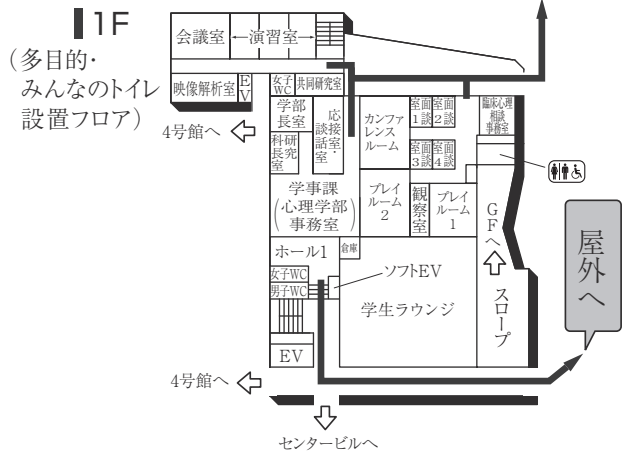 1F
(多目的・
みんなのトイレ
設置フロア)
会議室
演習室
映像解析室
EV
女子WC
共同研究室
4号館へ
学部長室
応接室・談話室
カンファレンスルーム
面談室1
面談室2
臨床心理相談事務室
研究科長室
面談室3
面談室4
学事課
(心理学部事務室)
プレイルーム2
観察室
プレイルーム1
GFへ
屋外へ
ホール1
倉庫
女子WC
男子WC
ソフトEV
学生ラウンジ
スロープ
EV
4号館へ
センタービルへ